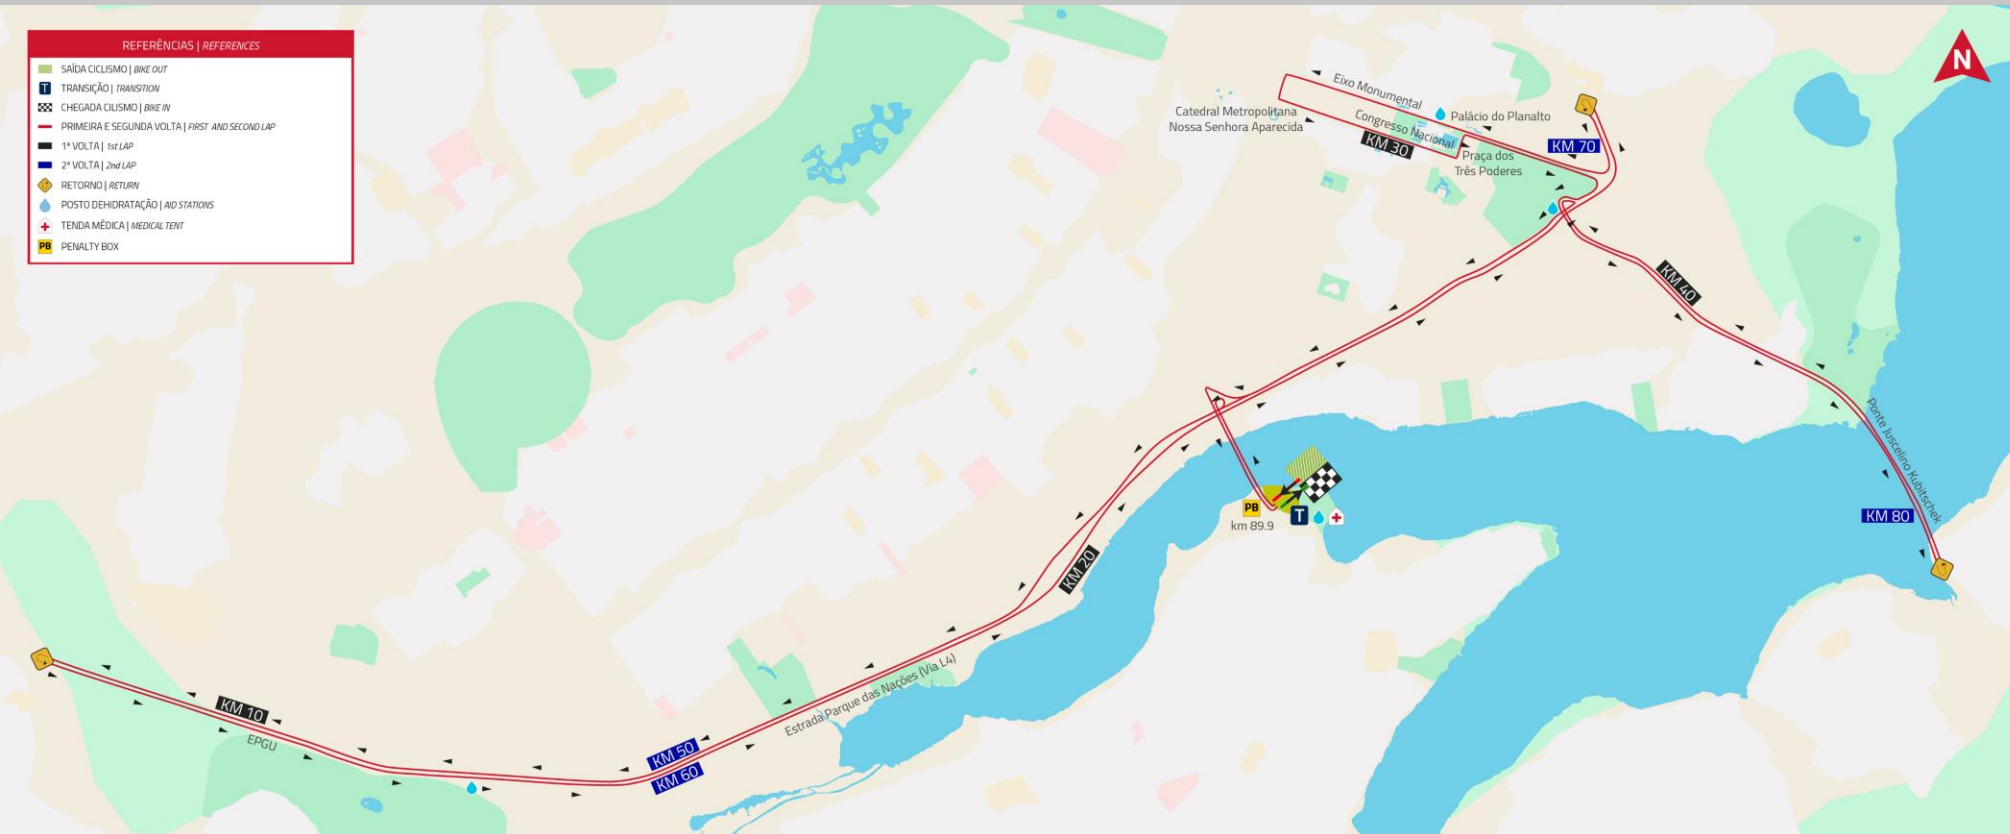 REFERÊNCIAS | REFERENCES
SAÍDA CICLISMO | BIKE OUT
T TRANSIÇÃO | TRANSITION
CHEGADA CILISMO | BIKE IN
PRIMEIRA E SEGUNDA VOLTA | FIRST AND SECOND LAP
1ª VOLTA | 1st LAP
2ª VOLTA | 2nd LAP
RETORNO | RETURN
POSTO DEHIDRATAÇÃO | AID STATIONS
TENDA MÉDICA | MEDICAL TENT
PB PENALTY BOX
N
Eixo Monumental
Catedral Metropolitana
Nossa Senhora Aparecida
Congresso Nacional
Palácio do Planalto
KM 30
KM 70
Praça dos
Três Poderes
KM 40
Ponte Juscelino Kubitschek
KM 80
PB
km 89.9
T
KM 20
Estrada Parque das Nações (Via L4)
KM 10
EPGU
KM 50
KM 60